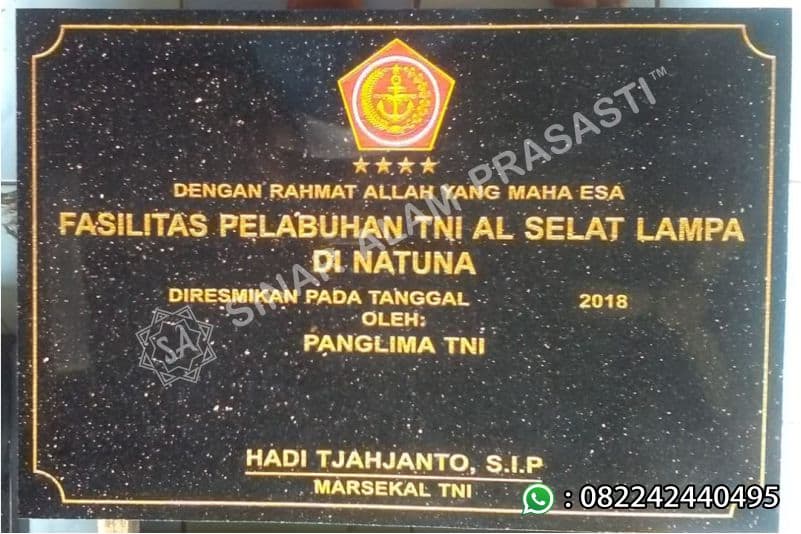 DENGAN RAHMAT ALLAH YANG MAHA ESA
FASILITAS PELABUHAN TNI AL SELAT LAMPA
DI NATUNA
DIRESMIKAN PADA TANGGAL 2018
OLEH:
PANGLIMA TNI
HADI TJAHJANTO, S.I.P
MARSEKAL TNI
SA SINAR ALAM PRASASTI™
: 082242440495